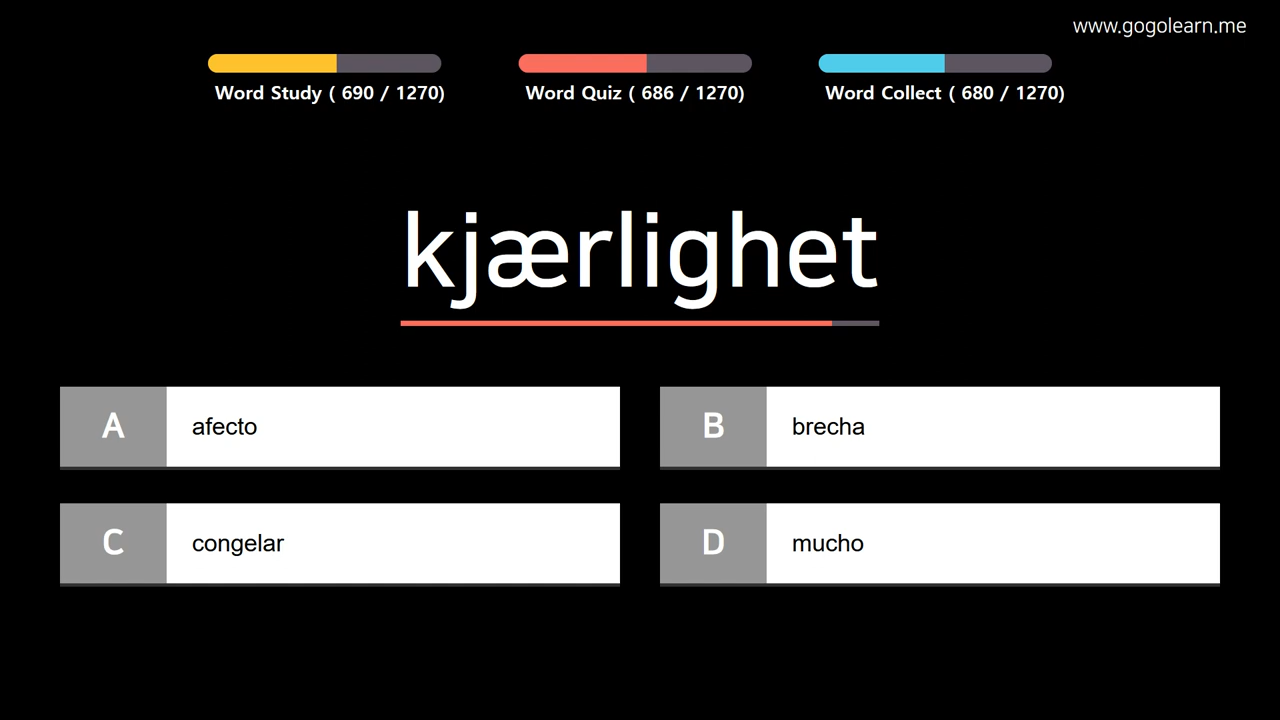 www.gogolearn.me
Word Study ( 690 / 1270)
Word Quiz ( 686 / 1270)
Word Collect ( 680 / 1270)
kjærlighet
A afecto
B brecha
C congelar
D mucho